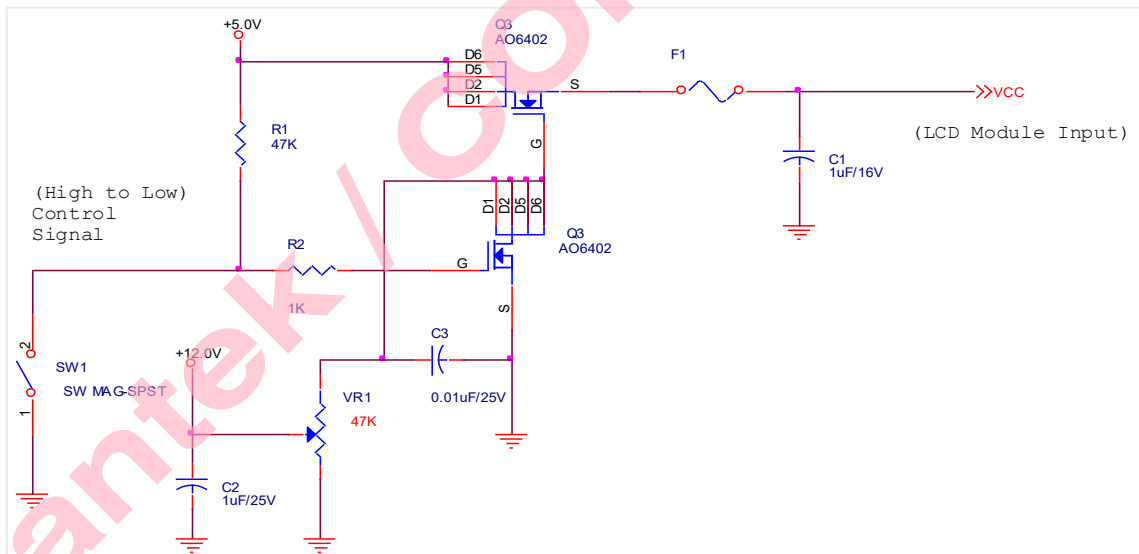 +5.0V
Q3
AO6402
D6
D5
D2
D1
S
G
F1
VCC
(LCD Module Input)
C1
1uF/16V
R1
47K
(High to Low)
Control
Signal
D1
D2
D5
D6
Q3
AO6402
R2
1K
G
S
2
SW1
SW MAG-SPST
1
+12.0V
C3
0.01uF/25V
VR1
47K
C2
1uF/25V
antek / co